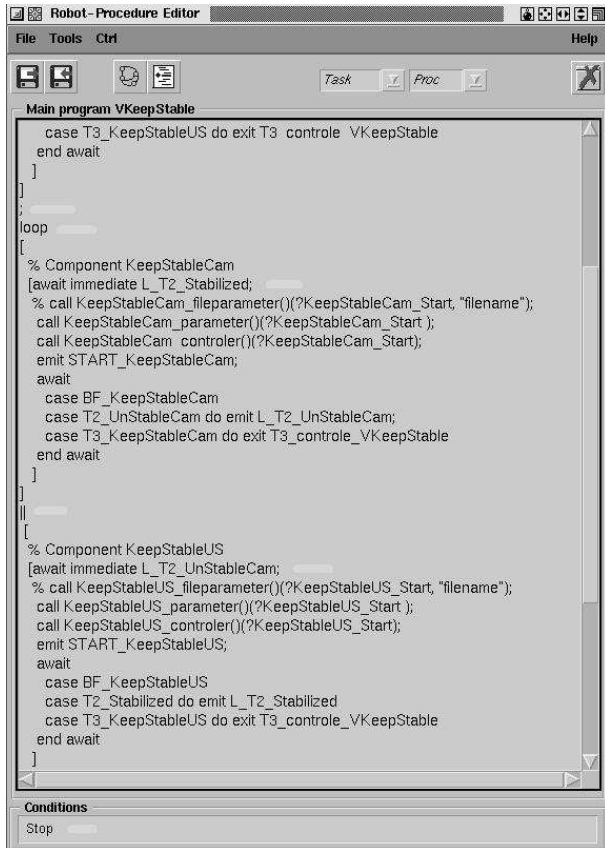 Robot-Procedure Editor
File Tools Ctrl Help
Task Proc
Main program VKeepStable
case T3_KeepStableUS do exit T3 controle VKeepStable
end await
]
]
;
loop
[
% Component KeepStableCam
[await immediate L_T2_Stabilized;
% call KeepStableCam_fileparameter()(?KeepStableCam_Start, "filename");
call KeepStableCam_parameter()(?KeepStableCam_Start );
call KeepStableCam controler()(?KeepStableCam_Start);
emit START_KeepStableCam;
await
case BF_KeepStableCam
case T2_UnStableCam do emit L_T2_UnStableCam;
case T3_KeepStableCam do exit T3_controle_VKeepStable
end await
]
]
||
[
% Component KeepStableUS
[await immediate L_T2_UnStableCam;
% call KeepStableUS_fileparameter()(?KeepStableUS_Start, "filename");
call KeepStableUS_parameter()(?KeepStableUS_Start );
call KeepStableUS_controler()(?KeepStableUS_Start);
emit START_KeepStableUS;
await
case BF_KeepStableUS
case T2_Stabilized do emit L_T2_Stabilized
case T3_KeepStableUS do exit T3_controle_VKeepStable
end await
]
Conditions
Stop